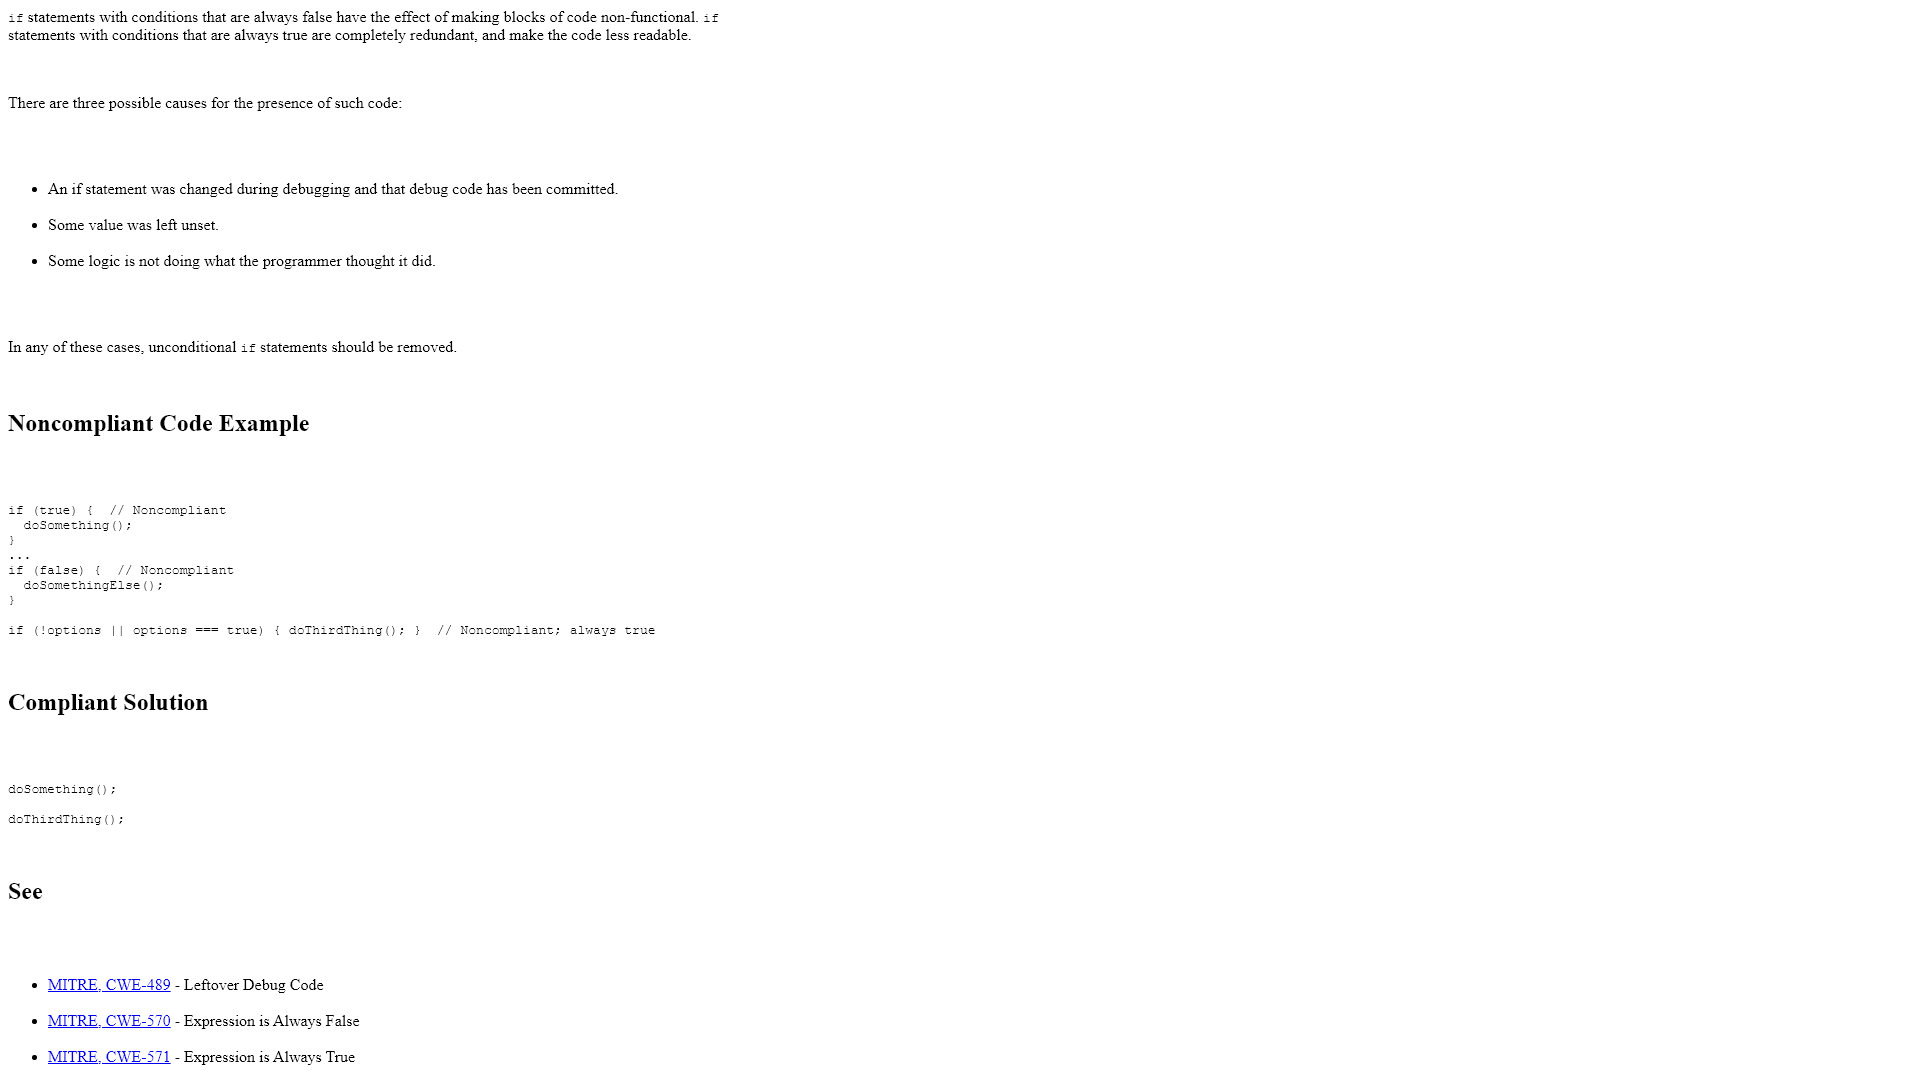 if statements with conditions that are always false have the effect of making blocks of code non-functional. if
statements with conditions that are always true are completely redundant, and make the code less readable.
There are three possible causes for the presence of such code:
• An if statement was changed during debugging and that debug code has been committed.
• Some value was left unset.
• Some logic is not doing what the programmer thought it did.
In any of these cases, unconditional if statements should be removed.
Noncompliant Code Example
if (true) {  // Noncompliant
  doSomething();
}
...
if (false) {  // Noncompliant
  doSomethingElse();
}
if (!options || options === true) { doThirdThing(); }  // Noncompliant; always true
Compliant Solution
doSomething();
doThirdThing();
See
• MITRE, CWE-489 - Leftover Debug Code
• MITRE, CWE-570 - Expression is Always False
• MITRE, CWE-571 - Expression is Always True